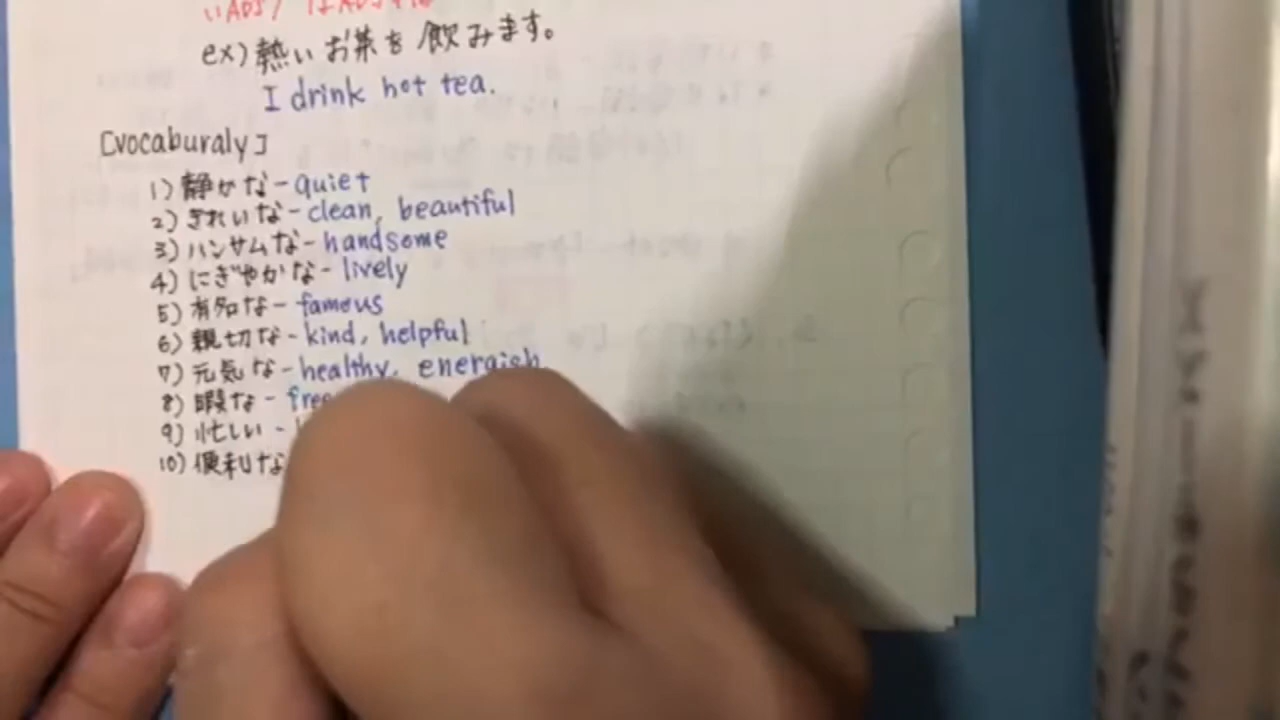 ex) 熱いお茶を飲みます。
I drink hot tea.
[vocaburaly]
1) 静かな - quiet
2) きれいな - clean, beautiful
3) ハンサムな - handsome
4) にぎやかな - lively
5) 有名な - famous
6) 親切な - kind, helpful
7) 元気な - healthy, energish
8) 暇な - free
9) 忙しい -
10) 便利な